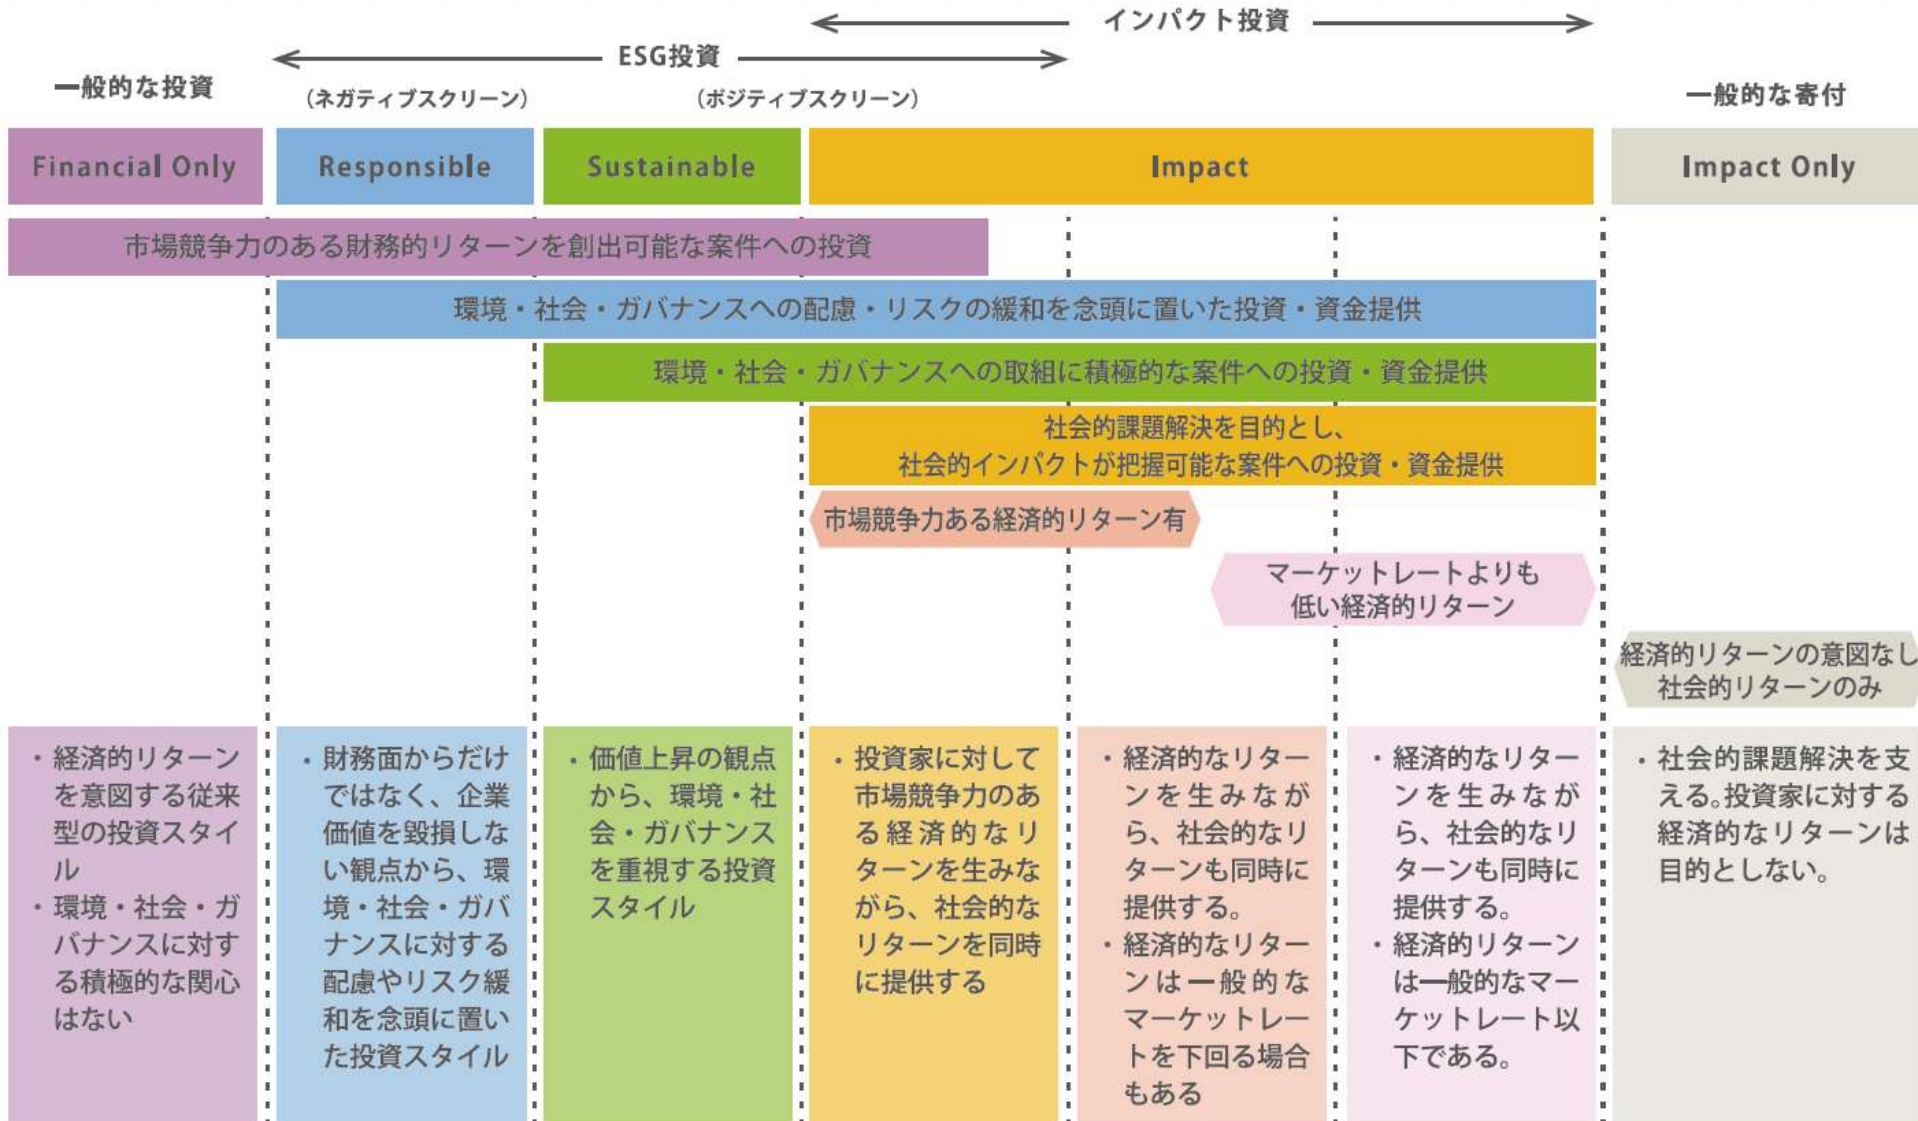 インパクト投資
ESG投資
一般的な投資
（ネガティブスクリーン）
（ポジティブスクリーン）
一般的な寄付
Financial Only
Responsible
Sustainable
Impact
Impact Only
市場競争力のある財務的リターンを創出可能な案件への投資
環境・社会・ガバナンスへの配慮・リスクの緩和を念頭に置いた投資・資金提供
環境・社会・ガバナンスへの取組に積極的な案件への投資・資金提供
社会的課題解決を目的とし、
社会的インパクトが把握可能な案件への投資・資金提供
市場競争力ある経済的リターン有
マーケットレートよりも
低い経済的リターン
経済的リターンの意図なし
社会的リターンのみ
・経済的リターン
を意図する従来
型の投資スタイ
ル
・環境・社会・ガ
バナンスに対す
る積極的な関心
はない
・財務面からだけ
ではなく、企業
価値を毀損しな
い観点から、環
境・社会・ガバ
ナンスに対する
配慮やリスク緩
和を念頭に置い
た投資スタイル
・価値上昇の観点
から、環境・社
会・ガバナンス
を重視する投資
スタイル
・投資家に対して
市場競争力のあ
る経済的なリ
ターンを生みな
がら、社会的な
リターンを同時
に提供する
・経済的なリター
ンを生みなが
ら、社会的なリ
ターンも同時に
提供する。
・経済的なリター
ンは一般的な
マーケットレー
トを下回る場合
もある
・経済的なリター
ンを生みなが
ら、社会的なリ
ターンも同時に
提供する。
・経済的リターン
は一般的なマー
ケットレート以
下である。
・社会的課題解決を支
える。投資家に対する
経済的なリターンは
目的としない。